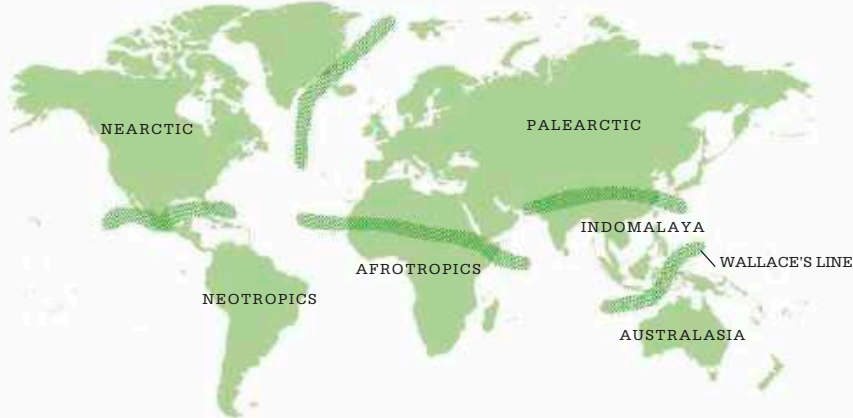 NEARCTIC
PALEARCTIC
INDOMALAYA
WALLACE'S LINE
AFROTROPICS
NEOTROPICS
AUSTRALASIA